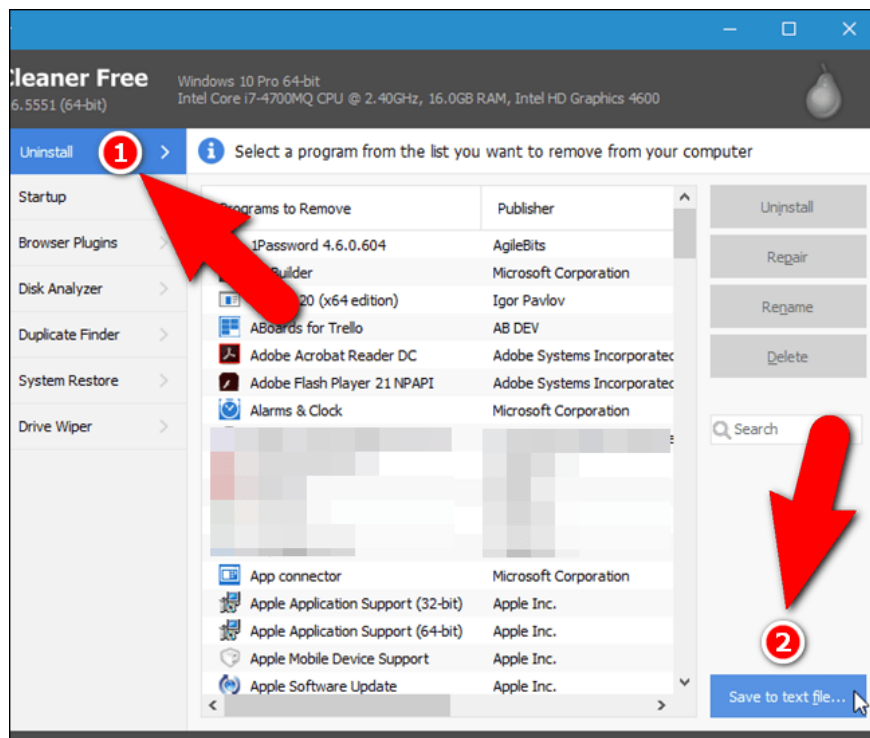 Cleaner Free
6.5551 (64-bit)
Windows 10 Pro 64-bit
Intel Core i7-4700MQ CPU @ 2.40GHz, 16.0GB RAM, Intel HD Graphics 4600
Uninstall
1
Select a program from the list you want to remove from your computer
Startup
Browser Plugins
Disk Analyzer
Duplicate Finder
System Restore
Drive Wiper
Programs to Remove Publisher
1Password 4.6.0.604 AgileBits
Builder Microsoft Corporation
20 (x64 edition) Igor Pavlov
ABoards for Trello AB DEV
Adobe Acrobat Reader DC Adobe Systems Incorporated
Adobe Flash Player 21 NPAPI Adobe Systems Incorporated
Alarms & Clock Microsoft Corporation
App connector Microsoft Corporation
Apple Application Support (32-bit) Apple Inc.
Apple Application Support (64-bit) Apple Inc.
Apple Mobile Device Support Apple Inc.
Apple Software Update Apple Inc.
Uninstall
Repair
Rename
Delete
Search
2
Save to text file...